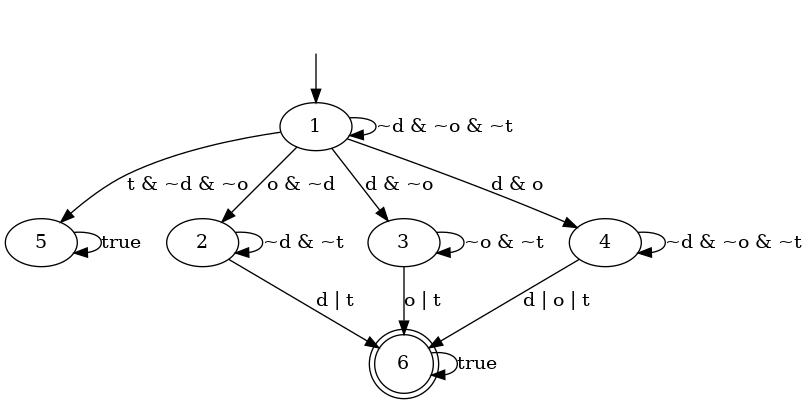 1
~d & ~o & ~t
t & ~d & ~o
o & ~d
d & ~o
d & o
5
true
2
~d & ~t
3
~o & ~t
4
~d & ~o & ~t
d | t
o | t
d | o | t
6
true